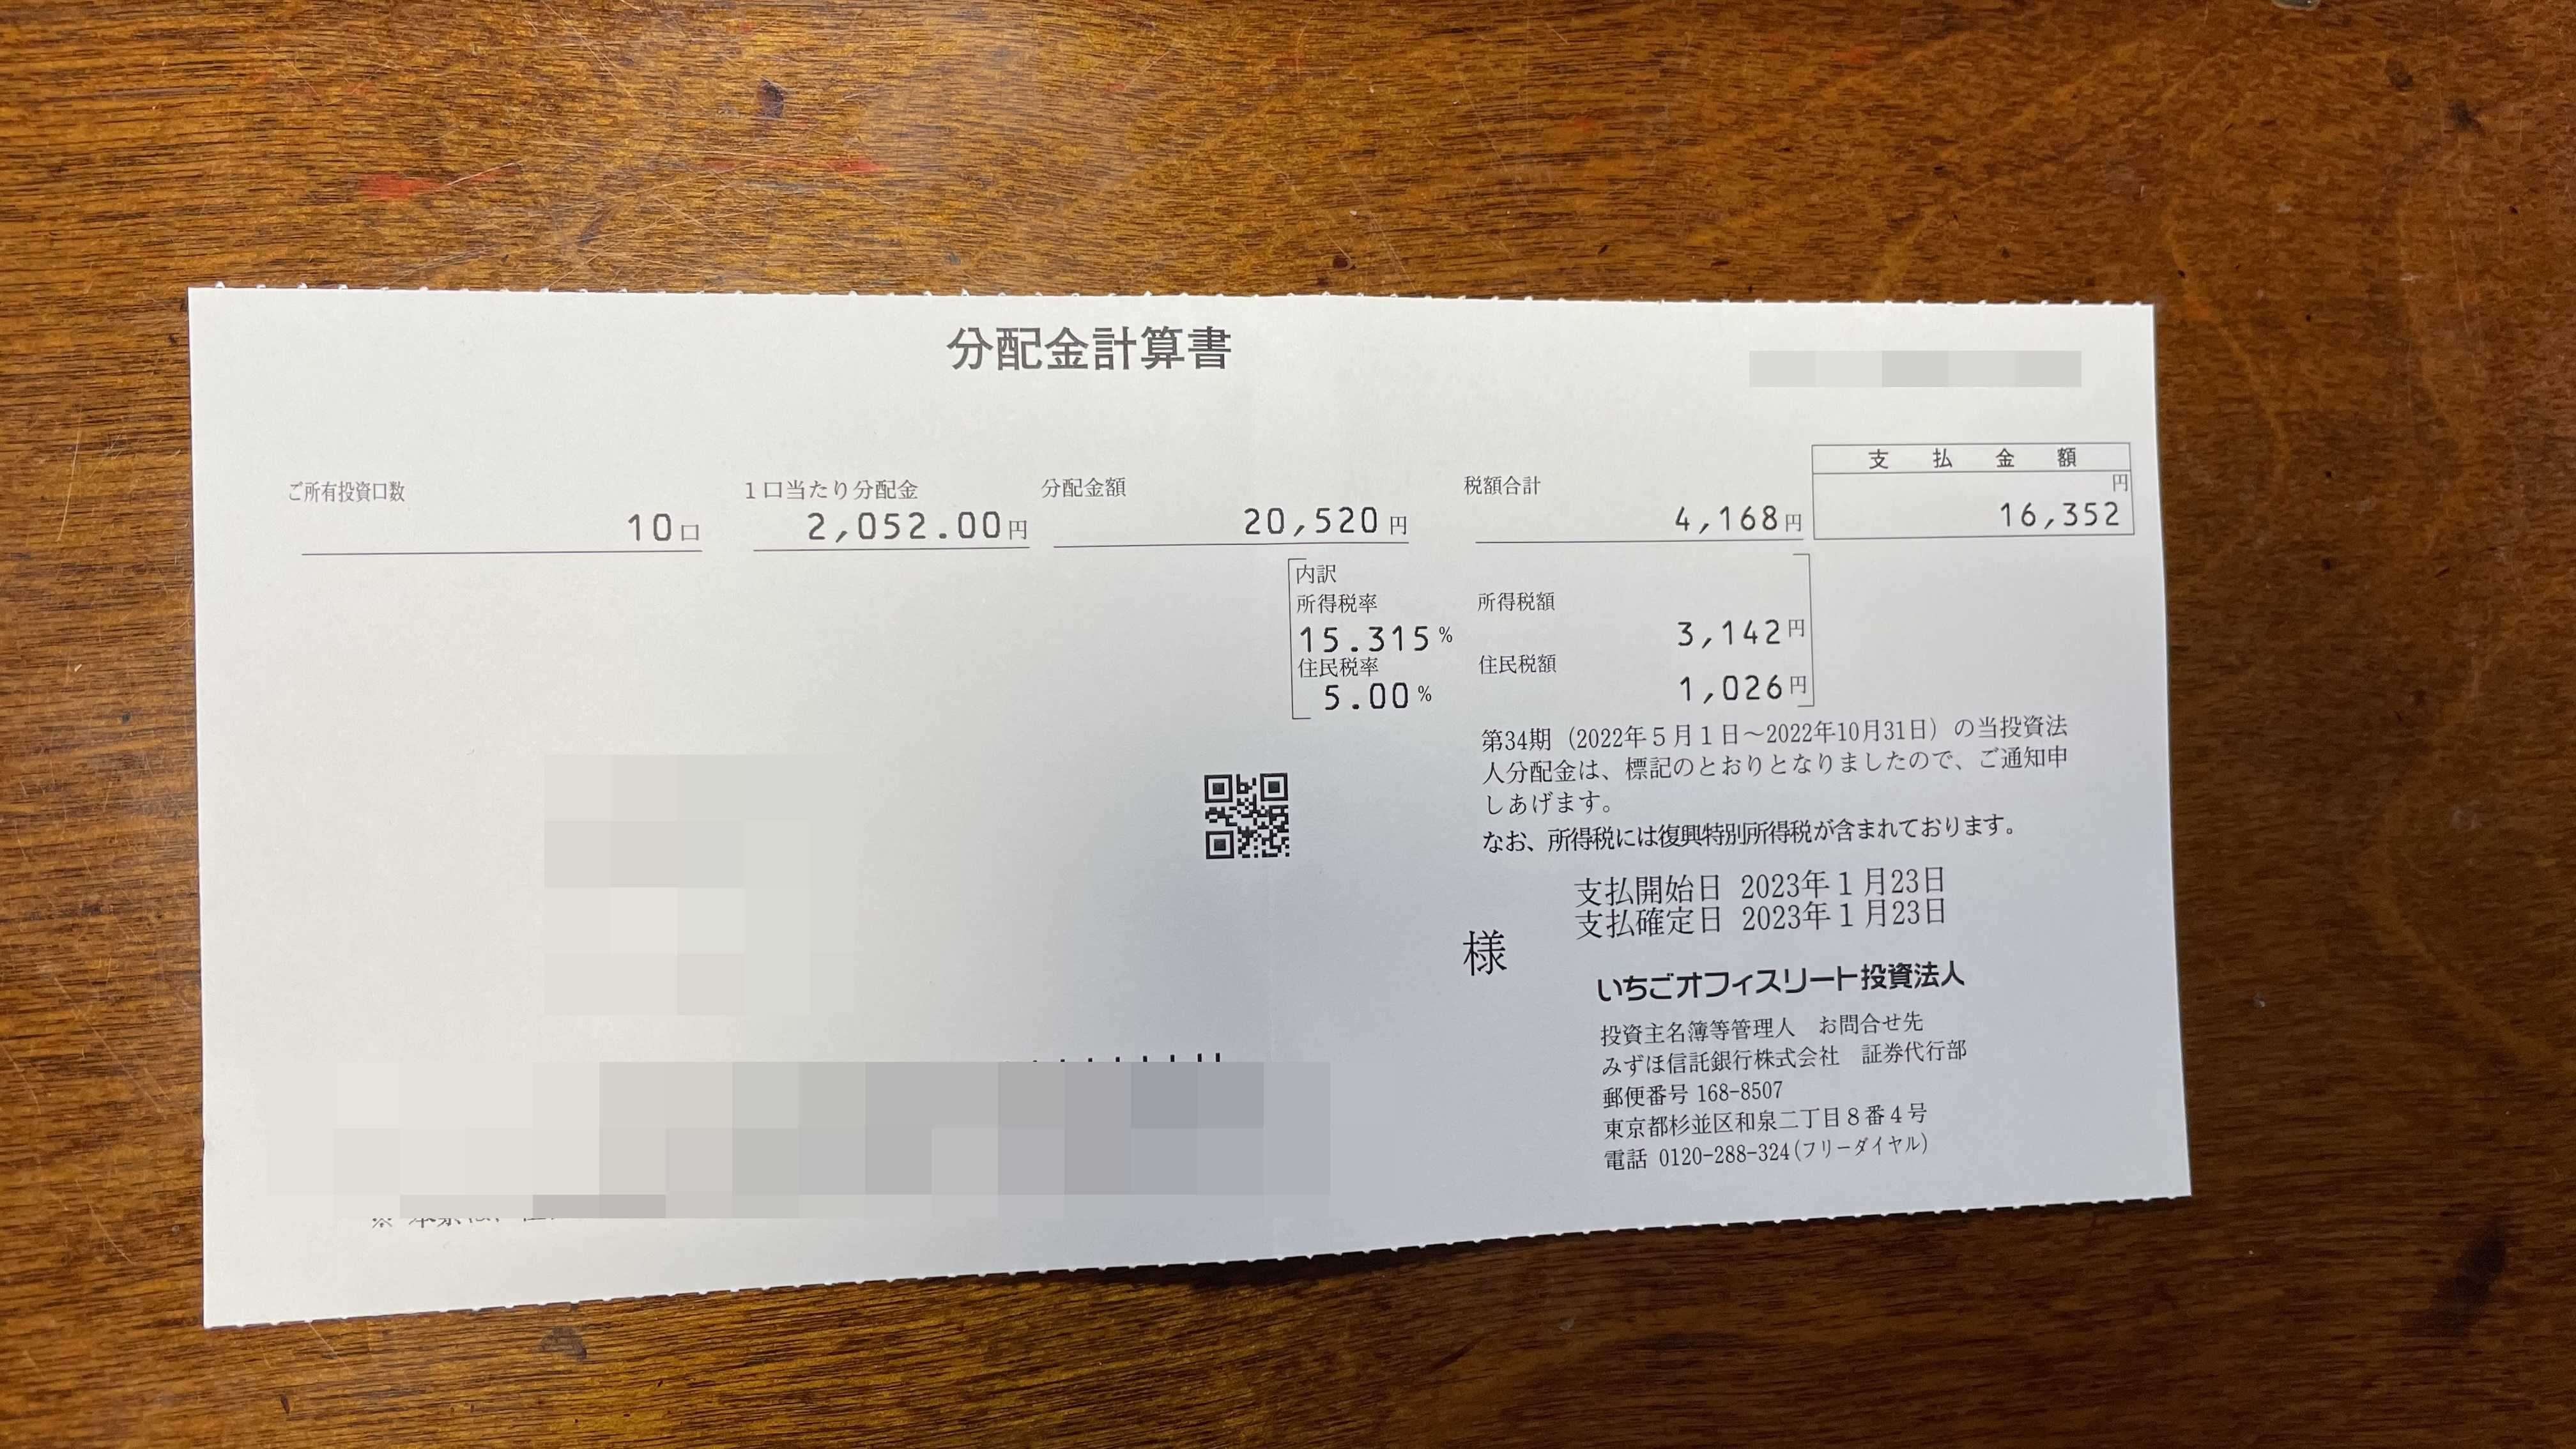 分配金計算書
ご所有投資口数 １口当たり分配金 分配金額 税額合計 支払金額
10口 2,052.00円 20,520円 4,168円 円 16,352
内訳
所得税率 所得税額
15.315% 3,142円
住民税率 住民税額
5.00% 1,026円
第34期（2022年５月１日～2022年10月31日）の当投資法
人分配金は、標記のとおりとなりましたので、ご通知申
しあげます。
なお、所得税には復興特別所得税が含まれております。
支払開始日 2023年１月23日
支払確定日 2023年１月23日
様
いちごオフィスリート投資法人
投資主名簿等管理人　お問合せ先
みずほ信託銀行株式会社　証券代行部
郵便番号 168-8507
東京都杉並区和泉二丁目８番４号
電話 0120-288-324(フリーダイヤル)